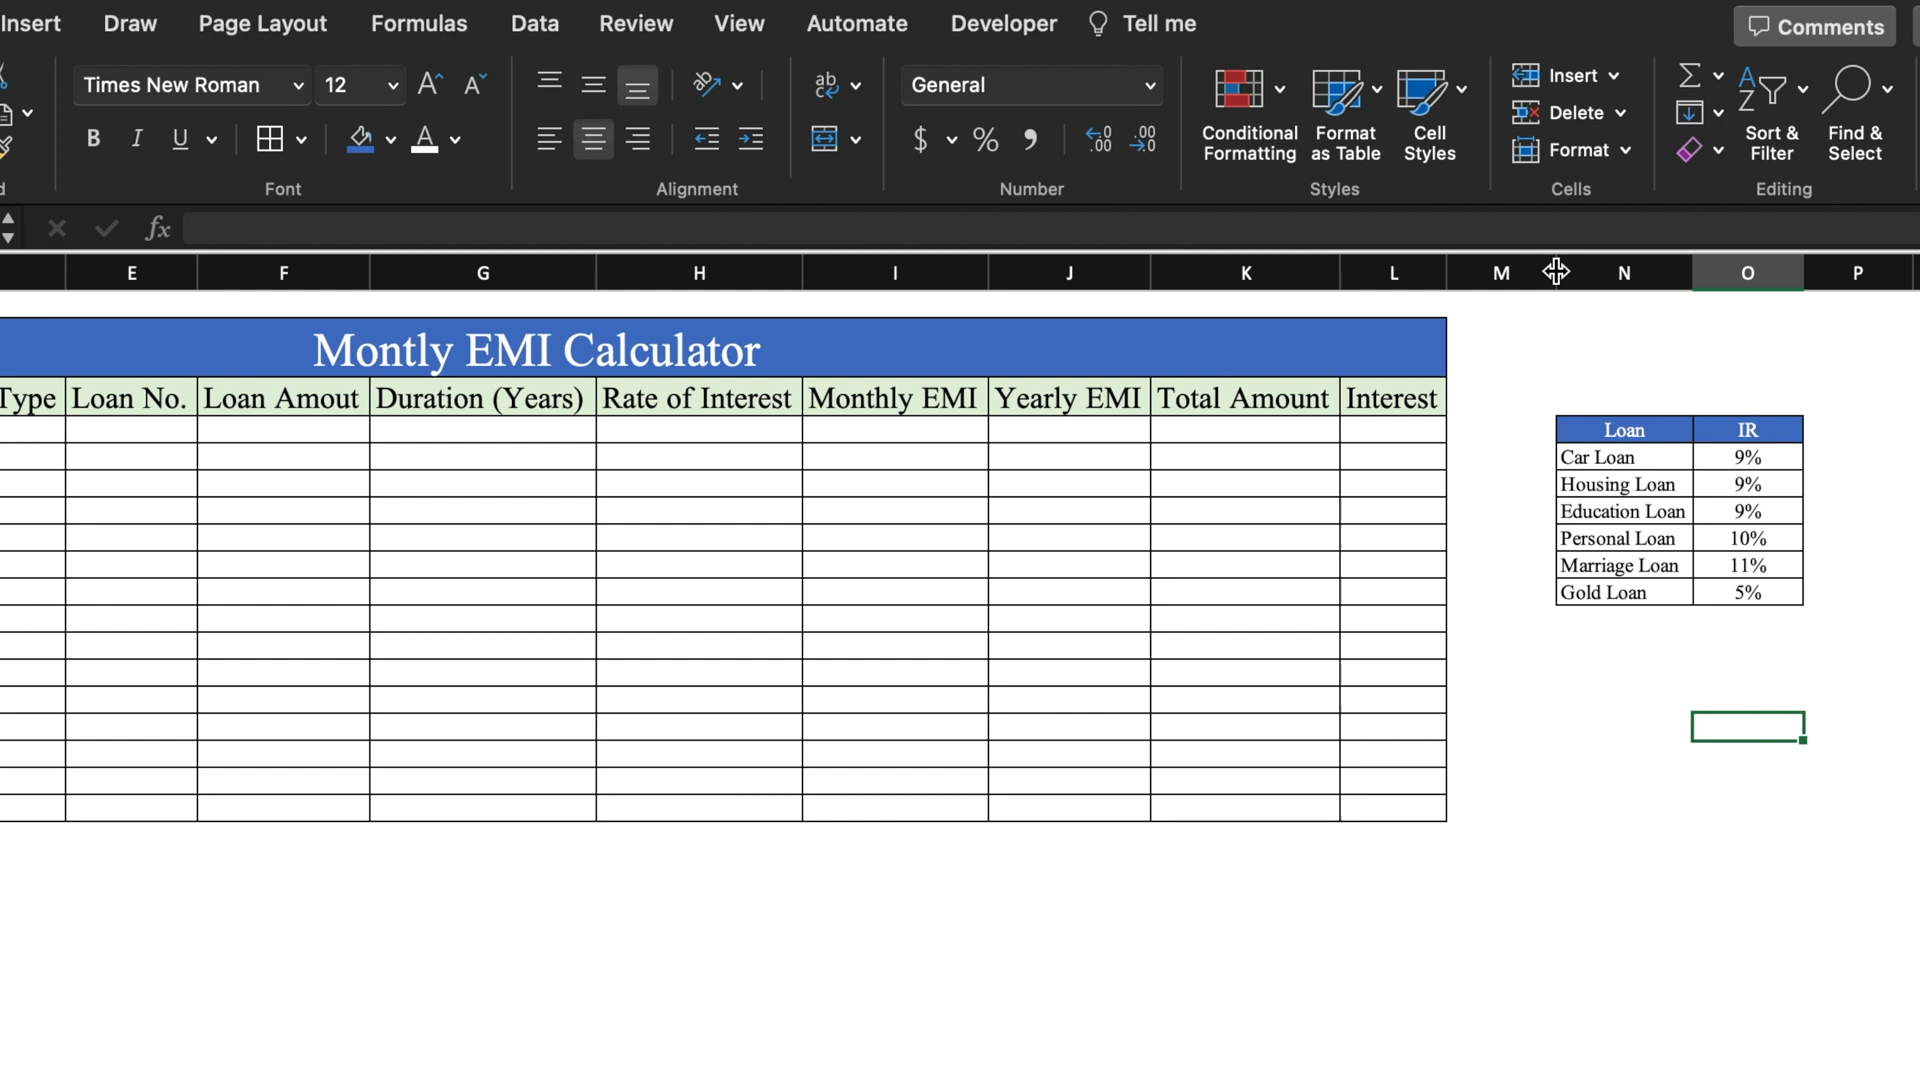 Insert Draw Page Layout Formulas Data Review View Automate Developer Tell me Comments
Times New Roman 12 A A ab General Insert
Conditional Formatting Format as Table Cell Styles Delete Sort & Filter Find & Select
B I U A $ % , .00 .00 Format
Font Alignment Number Styles Cells Editing
fx
E F G H I J K L M N O P
Montly EMI Calculator
Type Loan No. Loan Amout Duration (Years) Rate of Interest Monthly EMI Yearly EMI Total Amount Interest
Loan IR
Car Loan 9%
Housing Loan 9%
Education Loan 9%
Personal Loan 10%
Marriage Loan 11%
Gold Loan 5%